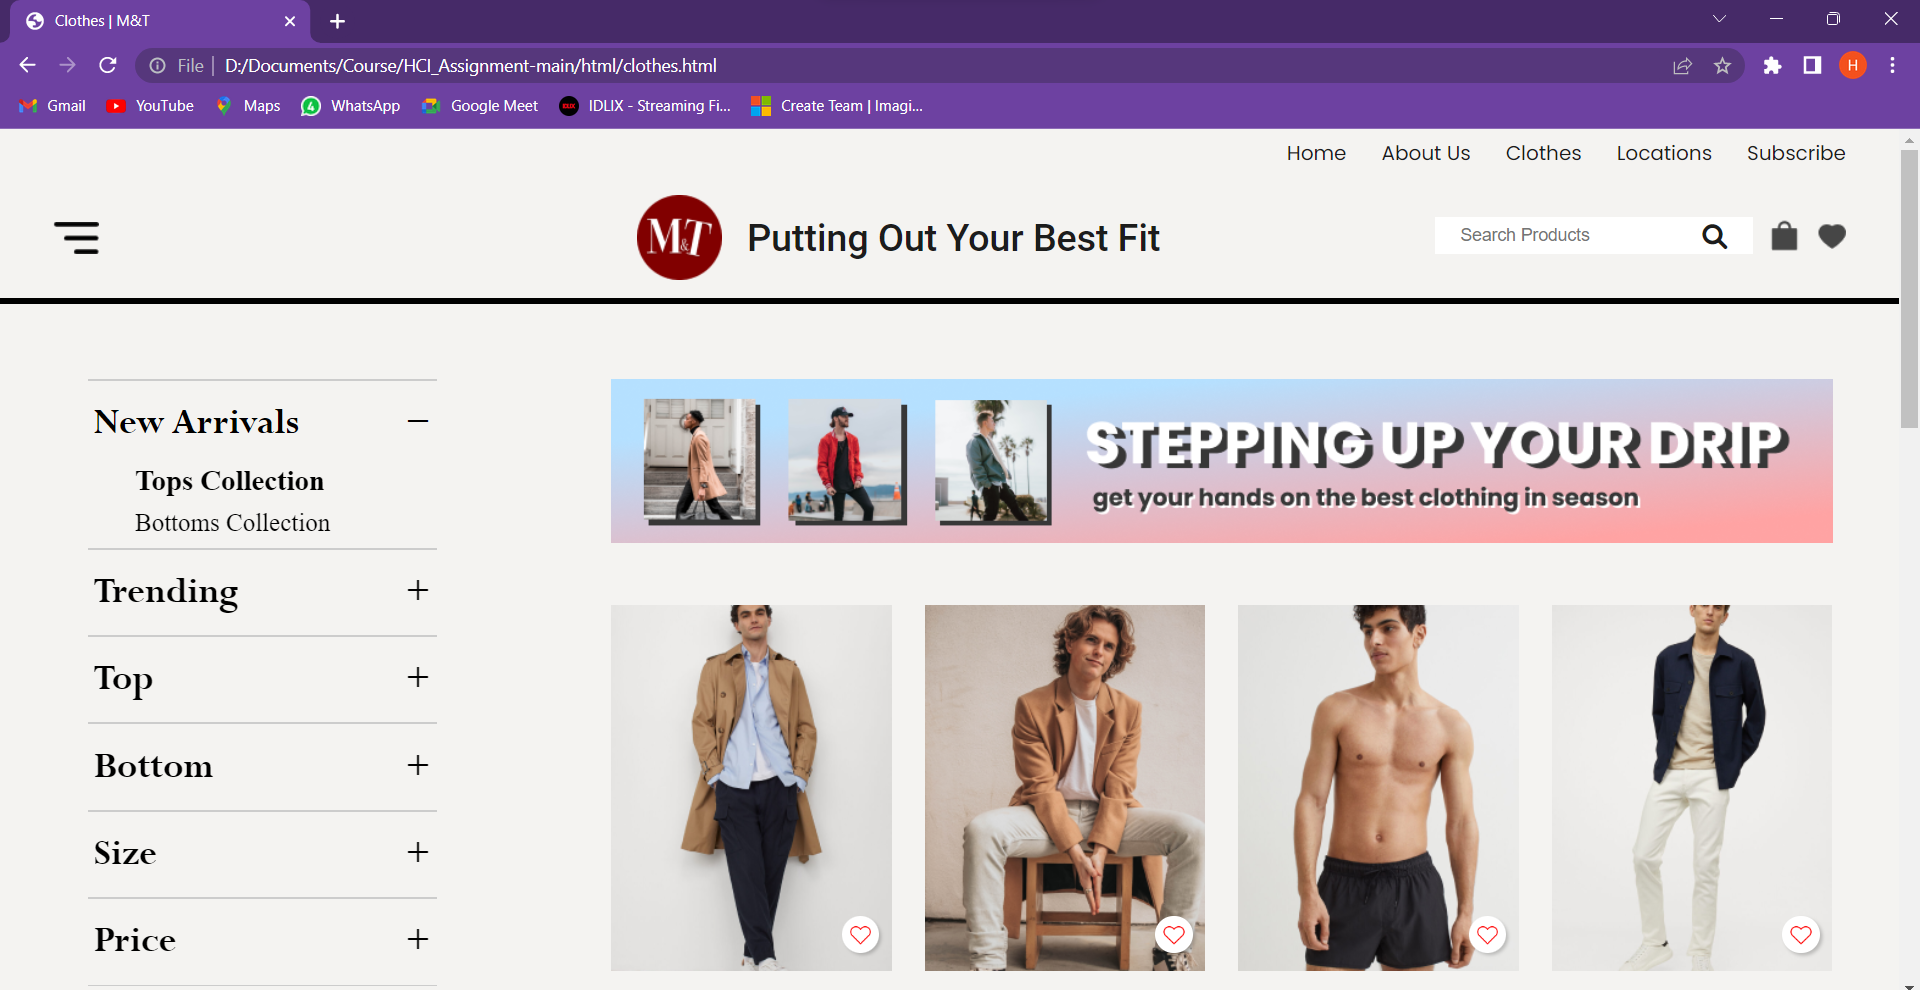 Clothes | M&T
File
D:/Documents/Course/HCI_Assignment-main/html/clothes.html
H
Gmail
YouTube
Maps
4
WhatsApp
Google Meet
IDLIX - Streaming Fi...
Create Team | Imagi...
Home
About Us
Clothes
Locations
Subscribe
M&T
Putting Out Your Best Fit
Search Products
New Arrivals
Tops Collection
Bottoms Collection
Trending
Top
Bottom
Size
Price
STEPPING UP YOUR DRIP
get your hands on the best clothing in season